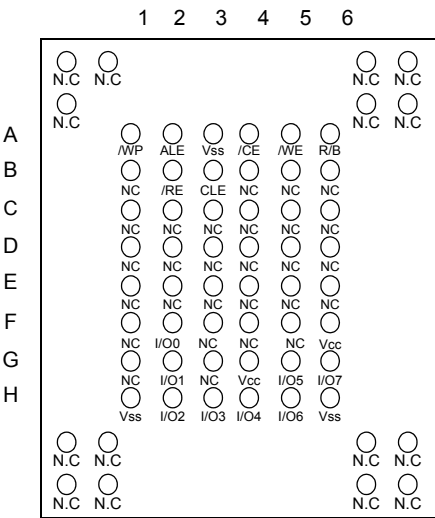 1 2 3 4 5 6
N.C N.C N.C N.C
N.C N.C N.C
A
/WP ALE Vss /CE /WE R/B
B
NC /RE CLE NC NC NC
C
NC NC NC NC NC NC
D
NC NC NC NC NC NC
E
NC NC NC NC NC NC
F
NC I/O0 NC NC NC Vcc
G
NC I/O1 NC Vcc I/O5 I/O7
H
Vss I/O2 I/O3 I/O4 I/O6 Vss
N.C N.C N.C N.C
N.C N.C N.C N.C